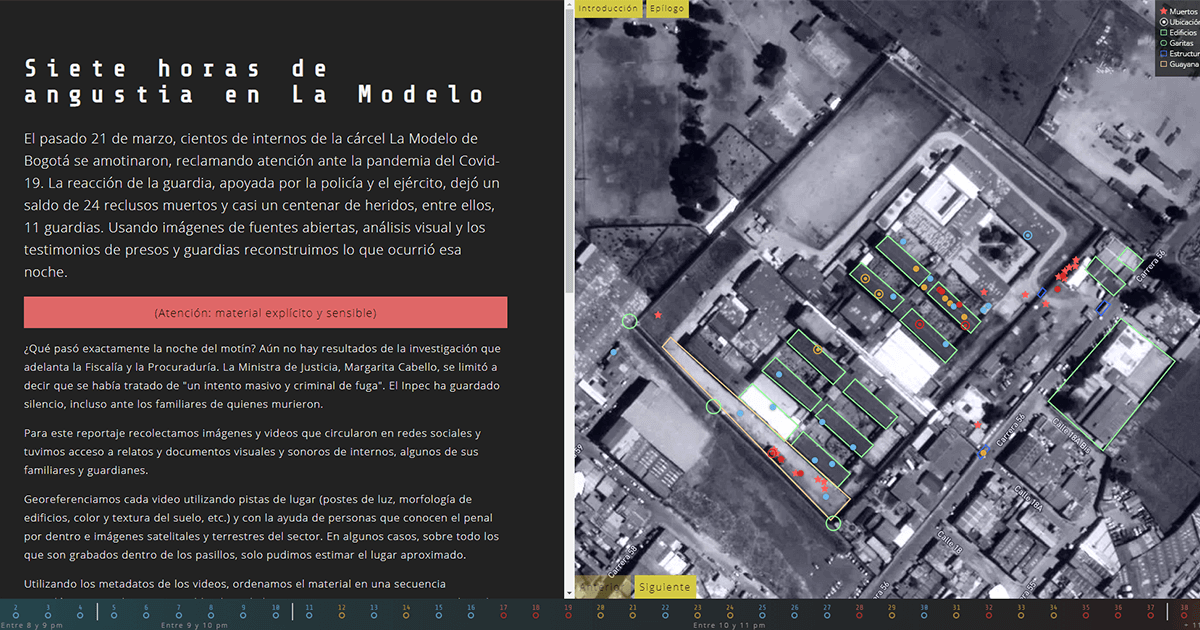 Siete horas de
angustia en La Modelo
El pasado 21 de marzo, cientos de internos de la cárcel La Modelo de
Bogotá se amotinaron, reclamando atención ante la pandemia del Covid-
19. La reacción de la guardia, apoyada por la policía y el ejército, dejó un
saldo de 24 reclusos muertos y casi un centenar de heridos, entre ellos,
11 guardias. Usando imágenes de fuentes abiertas, análisis visual y los
testimonios de presos y guardias reconstruimos lo que ocurrió esa
noche.
(Atención: material explícito y sensible)
¿Qué pasó exactamente la noche del motín? Aún no hay resultados de la investigación que
adelanta la Fiscalía y la Procuraduría. La Ministra de Justicia, Margarita Cabello, se limitó a
decir que se había tratado de "un intento masivo y criminal de fuga". El Inpec ha guardado
silencio, incluso ante los familiares de quienes murieron.
Para este reportaje recolectamos imágenes y videos que circularon en redes sociales y
tuvimos acceso a relatos y documentos visuales y sonoros de internos, algunos de sus
familiares y guardianes.
Georeferenciamos cada video utilizando pistas de lugar (postes de luz, morfología de
edificios, color y textura del suelo, etc.) y con la ayuda de personas que conocen el penal
por dentro e imágenes satelitales y terrestres del sector. En algunos casos, sobre todo los
que son grabados dentro de los pasillos, solo pudimos estimar el lugar aproximado.
Utilizando los metadatos de los videos, ordenamos el material en una secuencia
Introducción Epílogo
Muertos
Ubicación
Edificios
Garitas
Estructur
Guayana
Carrera 56
Carrera 56
Calle 18A Bis
Calle 18A
Calle 18
Carrera 58
Anterior Siguiente
2 3 4 5 6 7 8 9 10 11 12 13 14 15 16 17 18 19 20 21 22 23 24 25 26 27 28 29 30 31 32 33 34 35 36 37 38
Entre 8 y 9 pm Entre 9 y 10 pm Entre 10 y 11 pm